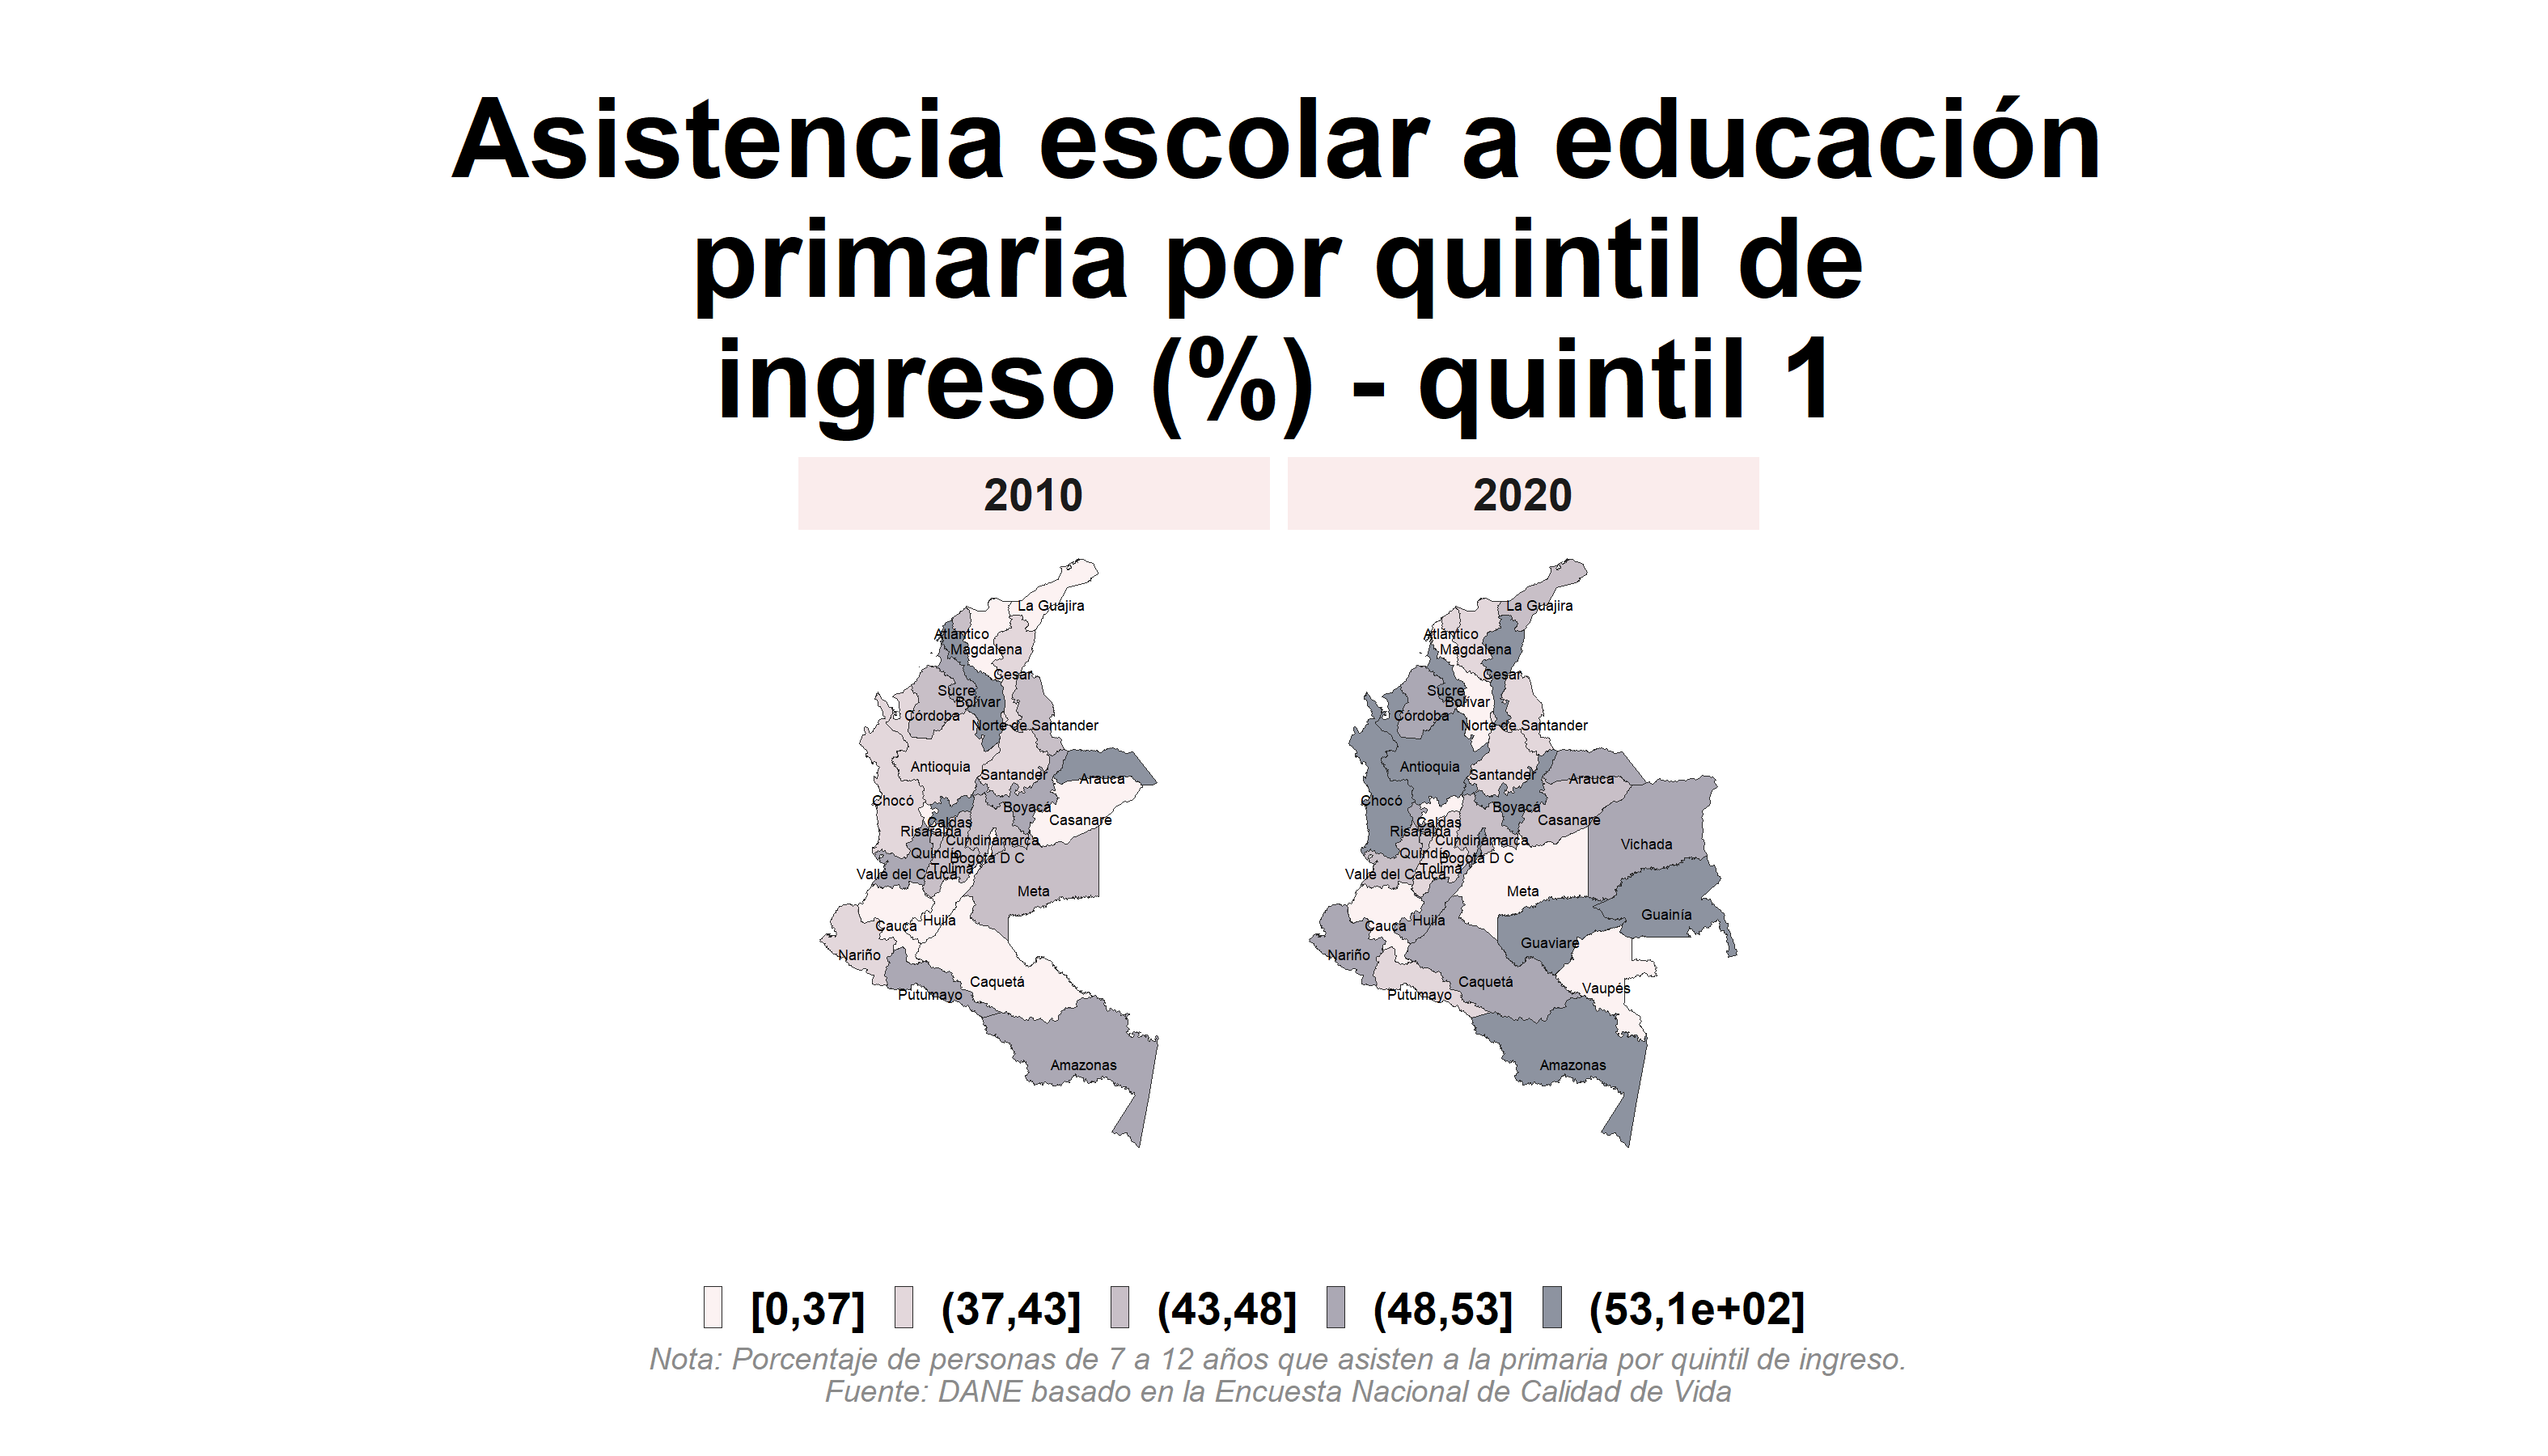 Asistencia escolar a educación
primaria por quintil de
ingreso (%) - quintil 1
2010
2020
La Guajira
Atlántico
Magdalena
Cesar
Sucre
Bolívar
Córdoba
Norte de Santander
Antioquia
Santander
Arauca
Chocó
Boyacá
Caldas
Casanare
Risaralda
Cundinamarca
Quindío
Bogotá D C
Tolima
Valle del Cauca
Meta
Huila
Cauca
Nariño
Caquetá
Putumayo
Amazonas
La Guajira
Atlántico
Magdalena
Cesar
Sucre
Bolívar
Córdoba
Norte de Santander
Antioquia
Santander
Arauca
Chocó
Boyacá
Caldas
Casanare
Risaralda
Cundinamarca
Vichada
Quindío
Bogotá D C
Tolima
Valle del Cauca
Meta
Guainía
Huila
Cauca
Guaviare
Nariño
Caquetá
Vaupés
Putumayo
Amazonas
[0,37] (37,43] (43,48] (48,53] (53,1e+02]
Nota: Porcentaje de personas de 7 a 12 años que asisten a la primaria por quintil de ingreso.
Fuente: DANE basado en la Encuesta Nacional de Calidad de Vida